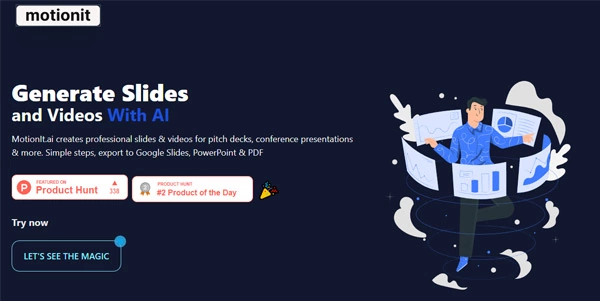 motionit
Generate Slides
and Videos With AI
MotionIt.ai creates professional slides & videos for pitch decks, conference presentations
& more. Simple steps, export to Google Slides, PowerPoint & PDF
FEATURED ON
Product Hunt
338
PRODUCT HUNT
#2 Product of the Day
Try now
LET'S SEE THE MAGIC